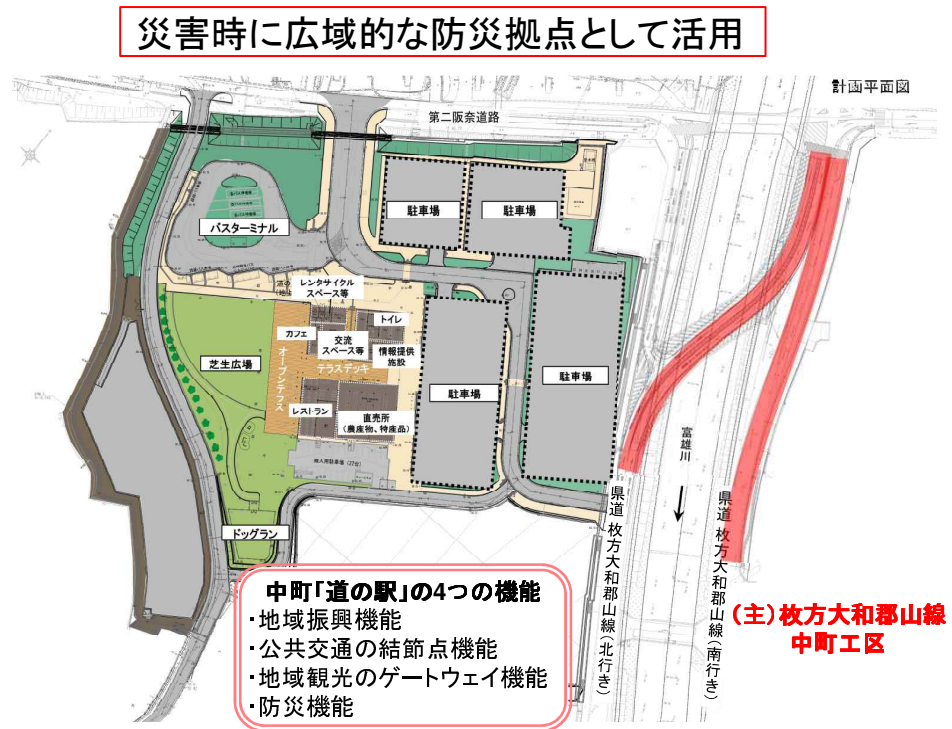 災害時に広域的な防災拠点として活用
計画平面図
第二阪奈道路
駐車場
駐車場
バスターミナル
レンタサイクル
スペース等
トイレ
カフェ
交流
スペース等
情報提供
施設
芝生広場
オープンテラス
テラスデッキ
駐車場
駐車場
レストラン
直売所
(農産物、特産品)
富雄川
県道 枚方大和郡山線(北行き)
県道 枚方大和郡山線(南行き)
ドッグラン
(主)枚方大和郡山線
中町工区
中町「道の駅」の4つの機能
・地域振興機能
・公共交通の結節点機能
・地域観光のゲートウェイ機能
・防災機能